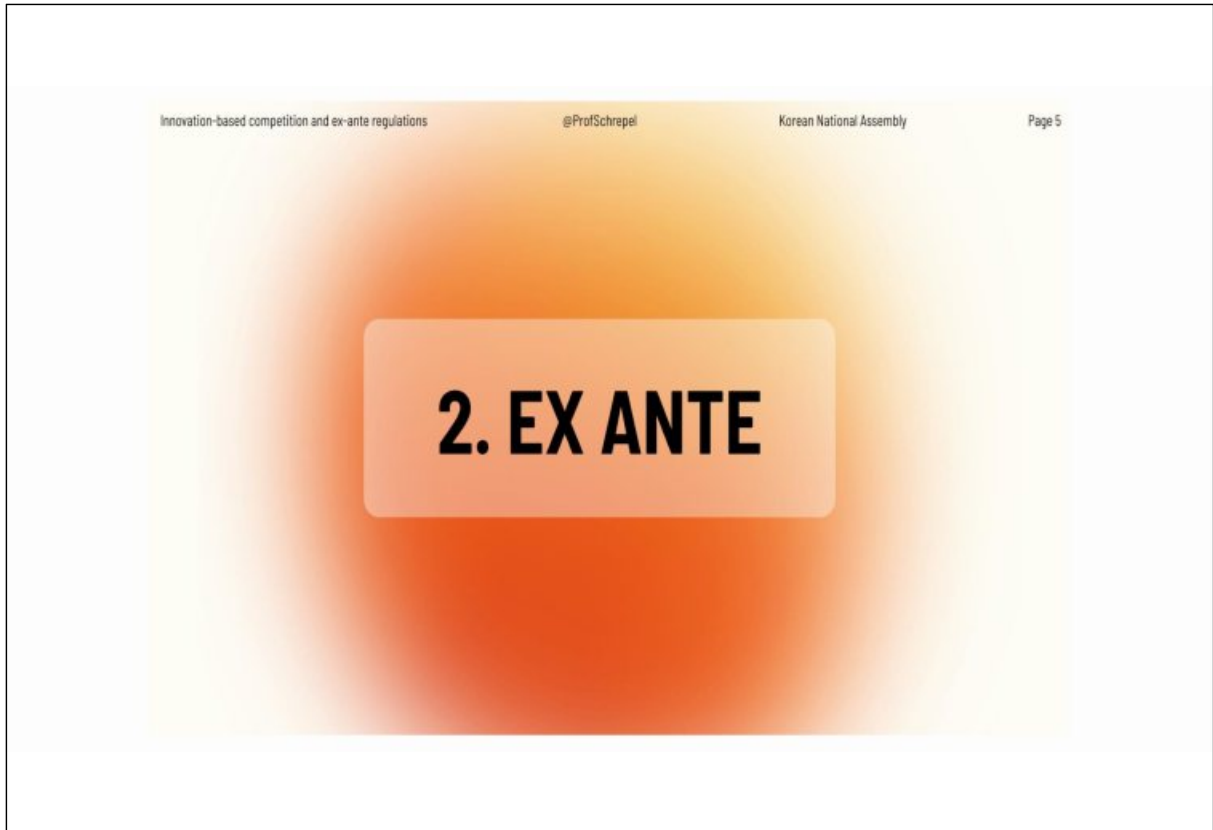 Innovation-based competition and ex-ante regulations @ProfSchrepel Korean National Assembly Page 5
2. EX ANTE